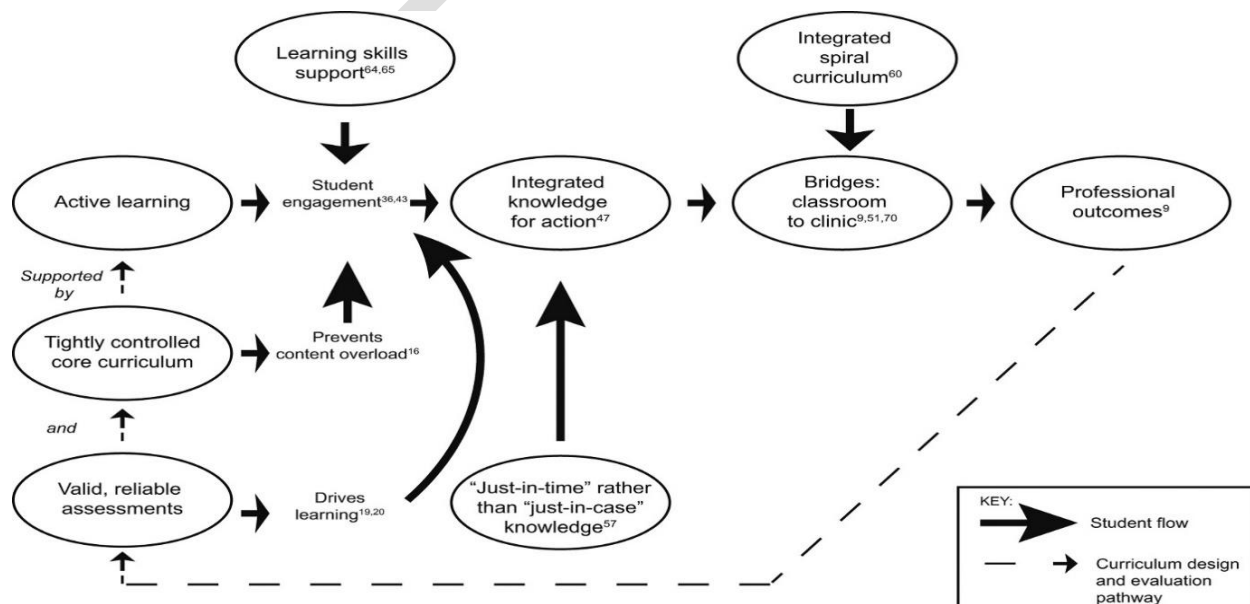 Learning skills
support64,65
Integrated
spiral
curriculum60
Active learning
Student
engagement36,43
Integrated
knowledge
for action47
Bridges:
classroom
to clinic9,51,70
Professional
outcomes9
Supported
by
Tightly controlled
core curriculum
Prevents
content overload16
and
Valid, reliable
assessments
Drives
learning19,20
“Just-in-time” rather
than “just-in-case”
knowledge57
KEY:
Student flow
Curriculum design
and evaluation
pathway